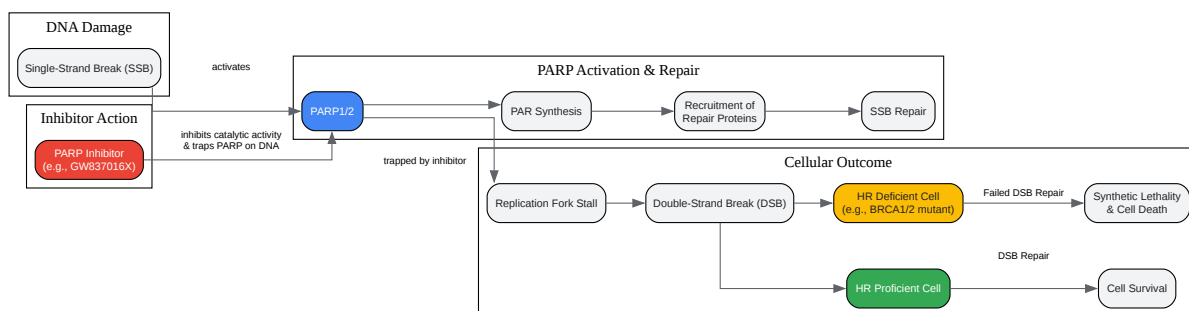 DNA Damage
Single-Strand Break (SSB)
activates
Inhibitor Action
PARP Inhibitor
(e.g., GW837016X)
inhibits catalytic activity
& traps PARP on DNA
PARP Activation & Repair
PARP1/2
PAR Synthesis
Recruitment of
Repair Proteins
SSB Repair
trapped by inhibitor
Cellular Outcome
Replication Fork Stall
Double-Strand Break (DSB)
HR Deficient Cell
(e.g., BRCA1/2 mutant)
Failed DSB Repair
Synthetic Lethality
& Cell Death
HR Proficient Cell
DSB Repair
Cell Survival